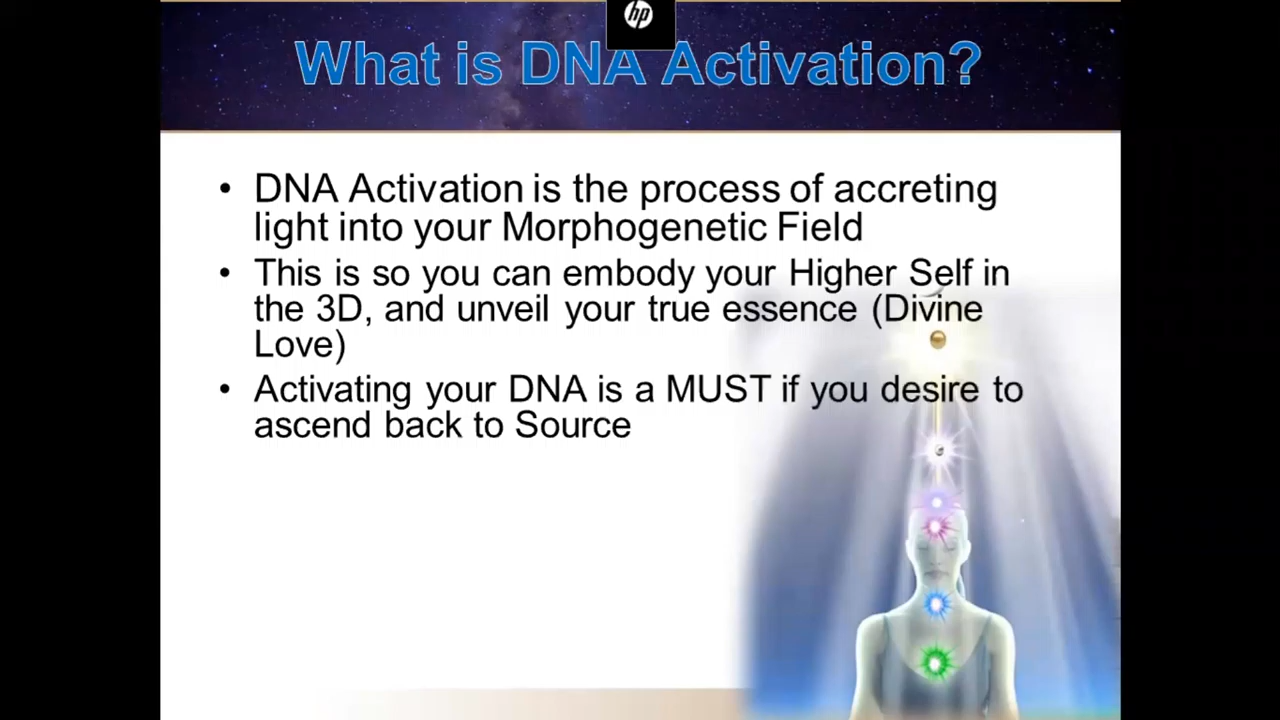 hp
What is DNA Activation?
• DNA Activation is the process of accreting
light into your Morphogenetic Field
• This is so you can embody your Higher Self in
the 3D, and unveil your true essence (Divine
Love)
• Activating your DNA is a MUST if you desire to
ascend back to Source